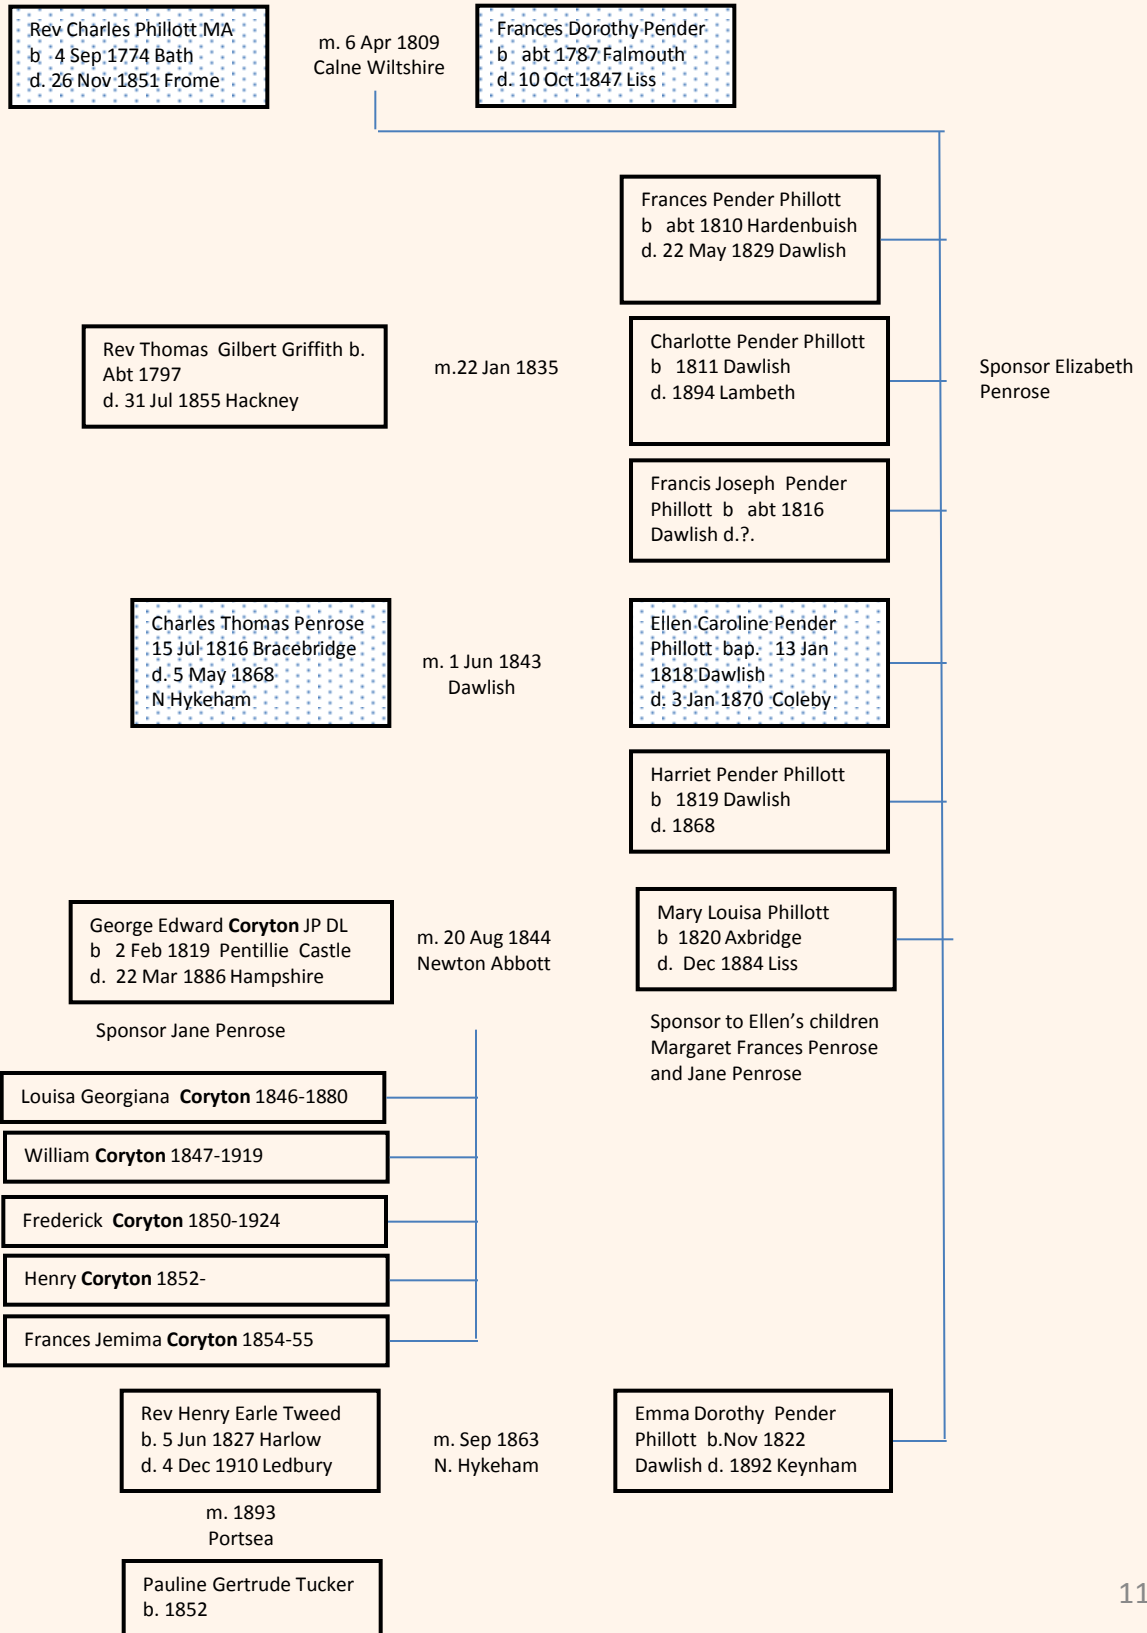 Rev Charles Phillott MA
b 4 Sep 1774 Bath
d. 26 Nov 1851 Frome
m. 6 Apr 1809
Calne Wiltshire
Frances Dorothy Pender
b abt 1787 Falmouth
d. 10 Oct 1847 Liss
Frances Pender Phillott
b abt 1810 Hardenbuish
d. 22 May 1829 Dawlish
Rev Thomas Gilbert Griffith b.
Abt 1797
d. 31 Jul 1855 Hackney
m.22 Jan 1835
Charlotte Pender Phillott
b 1811 Dawlish
d. 1894 Lambeth
Sponsor Elizabeth
Penrose
Francis Joseph Pender
Phillott b abt 1816
Dawlish d.?.
Charles Thomas Penrose
15 Jul 1816 Bracebridge
d. 5 May 1868
N Hykeham
m. 1 Jun 1843
Dawlish
Ellen Caroline Pender
Phillott bap. 13 Jan
1818 Dawlish
d. 3 Jan 1870 Coleby
Harriet Pender Phillott
b 1819 Dawlish
d. 1868
George Edward Coryton JP DL
b 2 Feb 1819 Pentillie Castle
d. 22 Mar 1886 Hampshire
m. 20 Aug 1844
Newton Abbott
Mary Louisa Phillott
b 1820 Axbridge
d. Dec 1884 Liss
Sponsor Jane Penrose
Sponsor to Ellen's children
Margaret Frances Penrose
and Jane Penrose
Louisa Georgiana Coryton 1846-1880
William Coryton 1847-1919
Frederick Coryton 1850-1924
Henry Coryton 1852-
Frances Jemima Coryton 1854-55
Rev Henry Earle Tweed
b. 5 Jun 1827 Harlow
d. 4 Dec 1910 Ledbury
m. Sep 1863
N. Hykeham
Emma Dorothy Pender
Phillott b.Nov 1822
Dawlish d. 1892 Keynham
m. 1893
Portsea
Pauline Gertrude Tucker
b. 1852
11